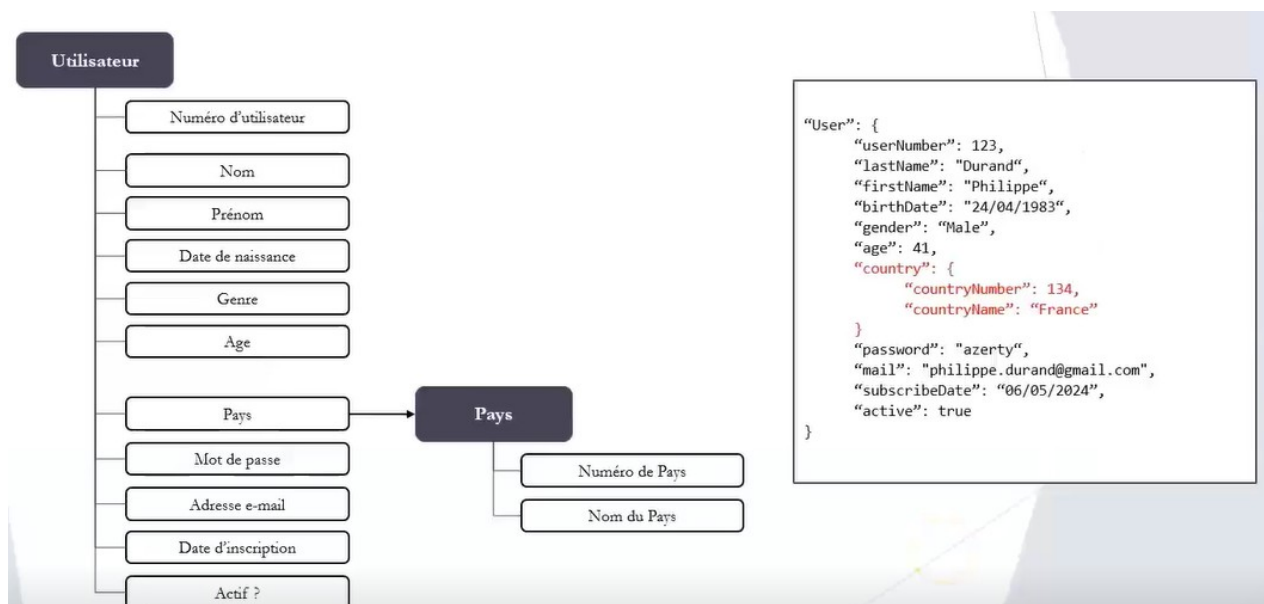 Utilisateur
Numéro d'utilisateur
Nom
Prénom
Date de naissance
Genre
Age
Pays
Mot de passe
Adresse e-mail
Date d'inscription
Actif ?
Pays
Numéro de Pays
Nom du Pays
“User”: {
“userNumber”: 123,
“lastName”: "Durand“,
“firstName”: "Philippe“,
“birthDate”: "24/04/1983“,
“gender”: “Male”,
“age”: 41,
“country”: {
“countryNumber”: 134,
“countryName”: “France”
}
“password”: "azerty“,
“mail”: "philippe.durand@gmail.com",
“subscribeDate”: “06/05/2024”,
“active”: true
}